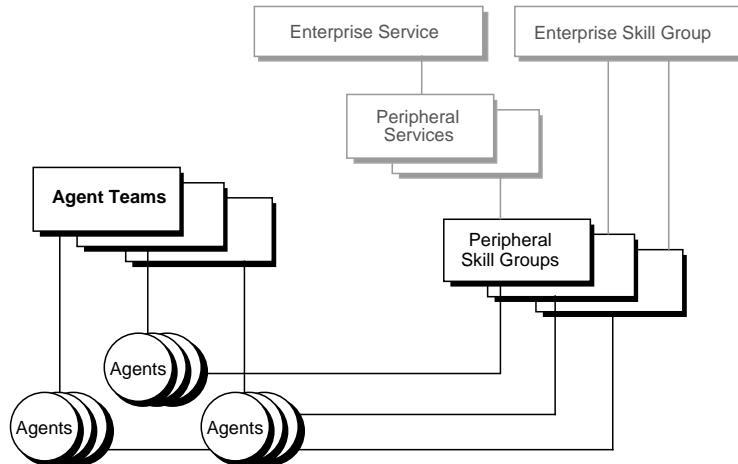 Enterprise Service
Enterprise Skill Group
Peripheral
Services
Agent Teams
Peripheral
Skill Groups
Agents
Agents
Agents